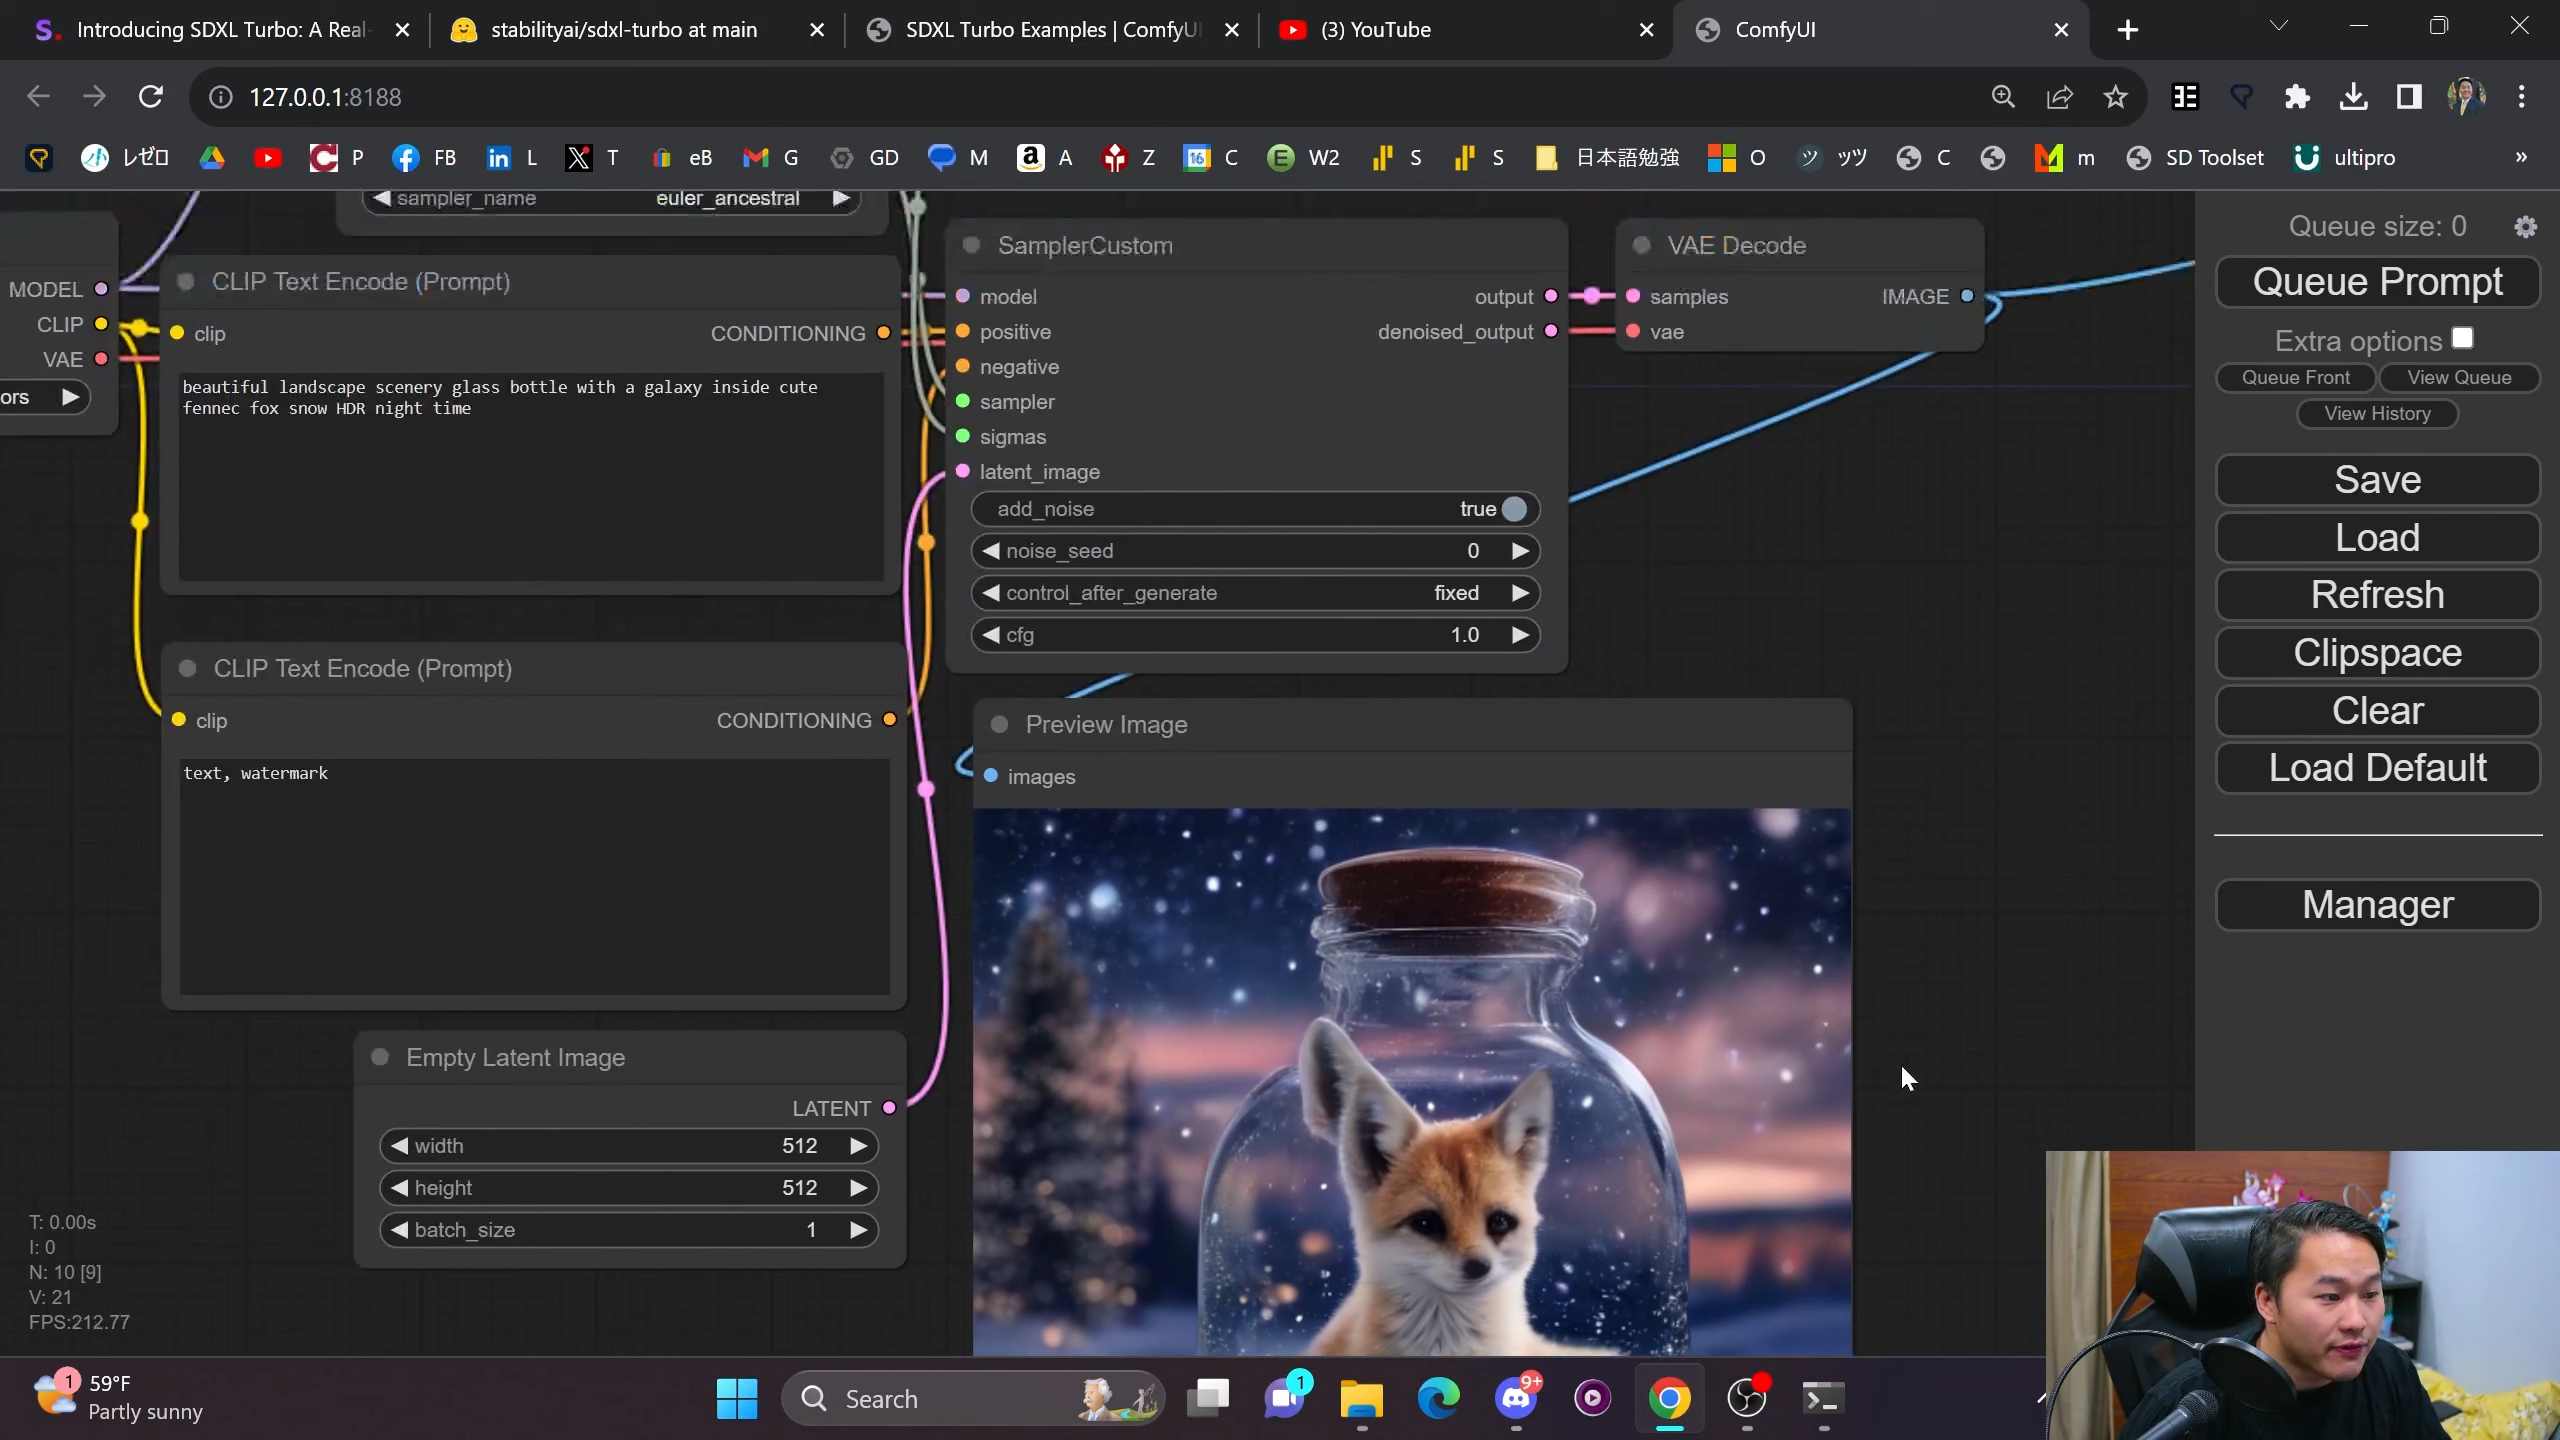 Introducing SDXL Turbo: A Real-
stabilityai/sdxl-turbo at main
SDXL Turbo Examples | ComfyUI
(3) YouTube
ComfyUI
127.0.0.1:8188
レゼロ
P
FB
L
T
eB
G
GD
M
A
Z
16
C
E
W2
S
S
日本語勉強
O
ッヅ
C
m
SD Toolset
ultipro
»
sampler_name euler_ancestral
MODEL
CLIP
VAE
ors
CLIP Text Encode (Prompt)
clip CONDITIONING
beautiful landscape scenery glass bottle with a galaxy inside cute
fennec fox snow HDR night time
CLIP Text Encode (Prompt)
clip CONDITIONING
text, watermark
Empty Latent Image
LATENT
width 512
height 512
batch_size 1
SamplerCustom
model output
positive denoised_output
negative
sampler
sigmas
latent_image
add_noise true
noise_seed 0
control_after_generate fixed
cfg 1.0
VAE Decode
samples IMAGE
vae
Preview Image
images
Queue size: 0
Queue Prompt
Extra options
Queue Front View Queue
View History
Save
Load
Refresh
Clipspace
Clear
Load Default
Manager
T: 0.00s
I: 0
N: 10 [9]
V: 21
FPS:212.77
1
59°F
Partly sunny
Search
1
9+